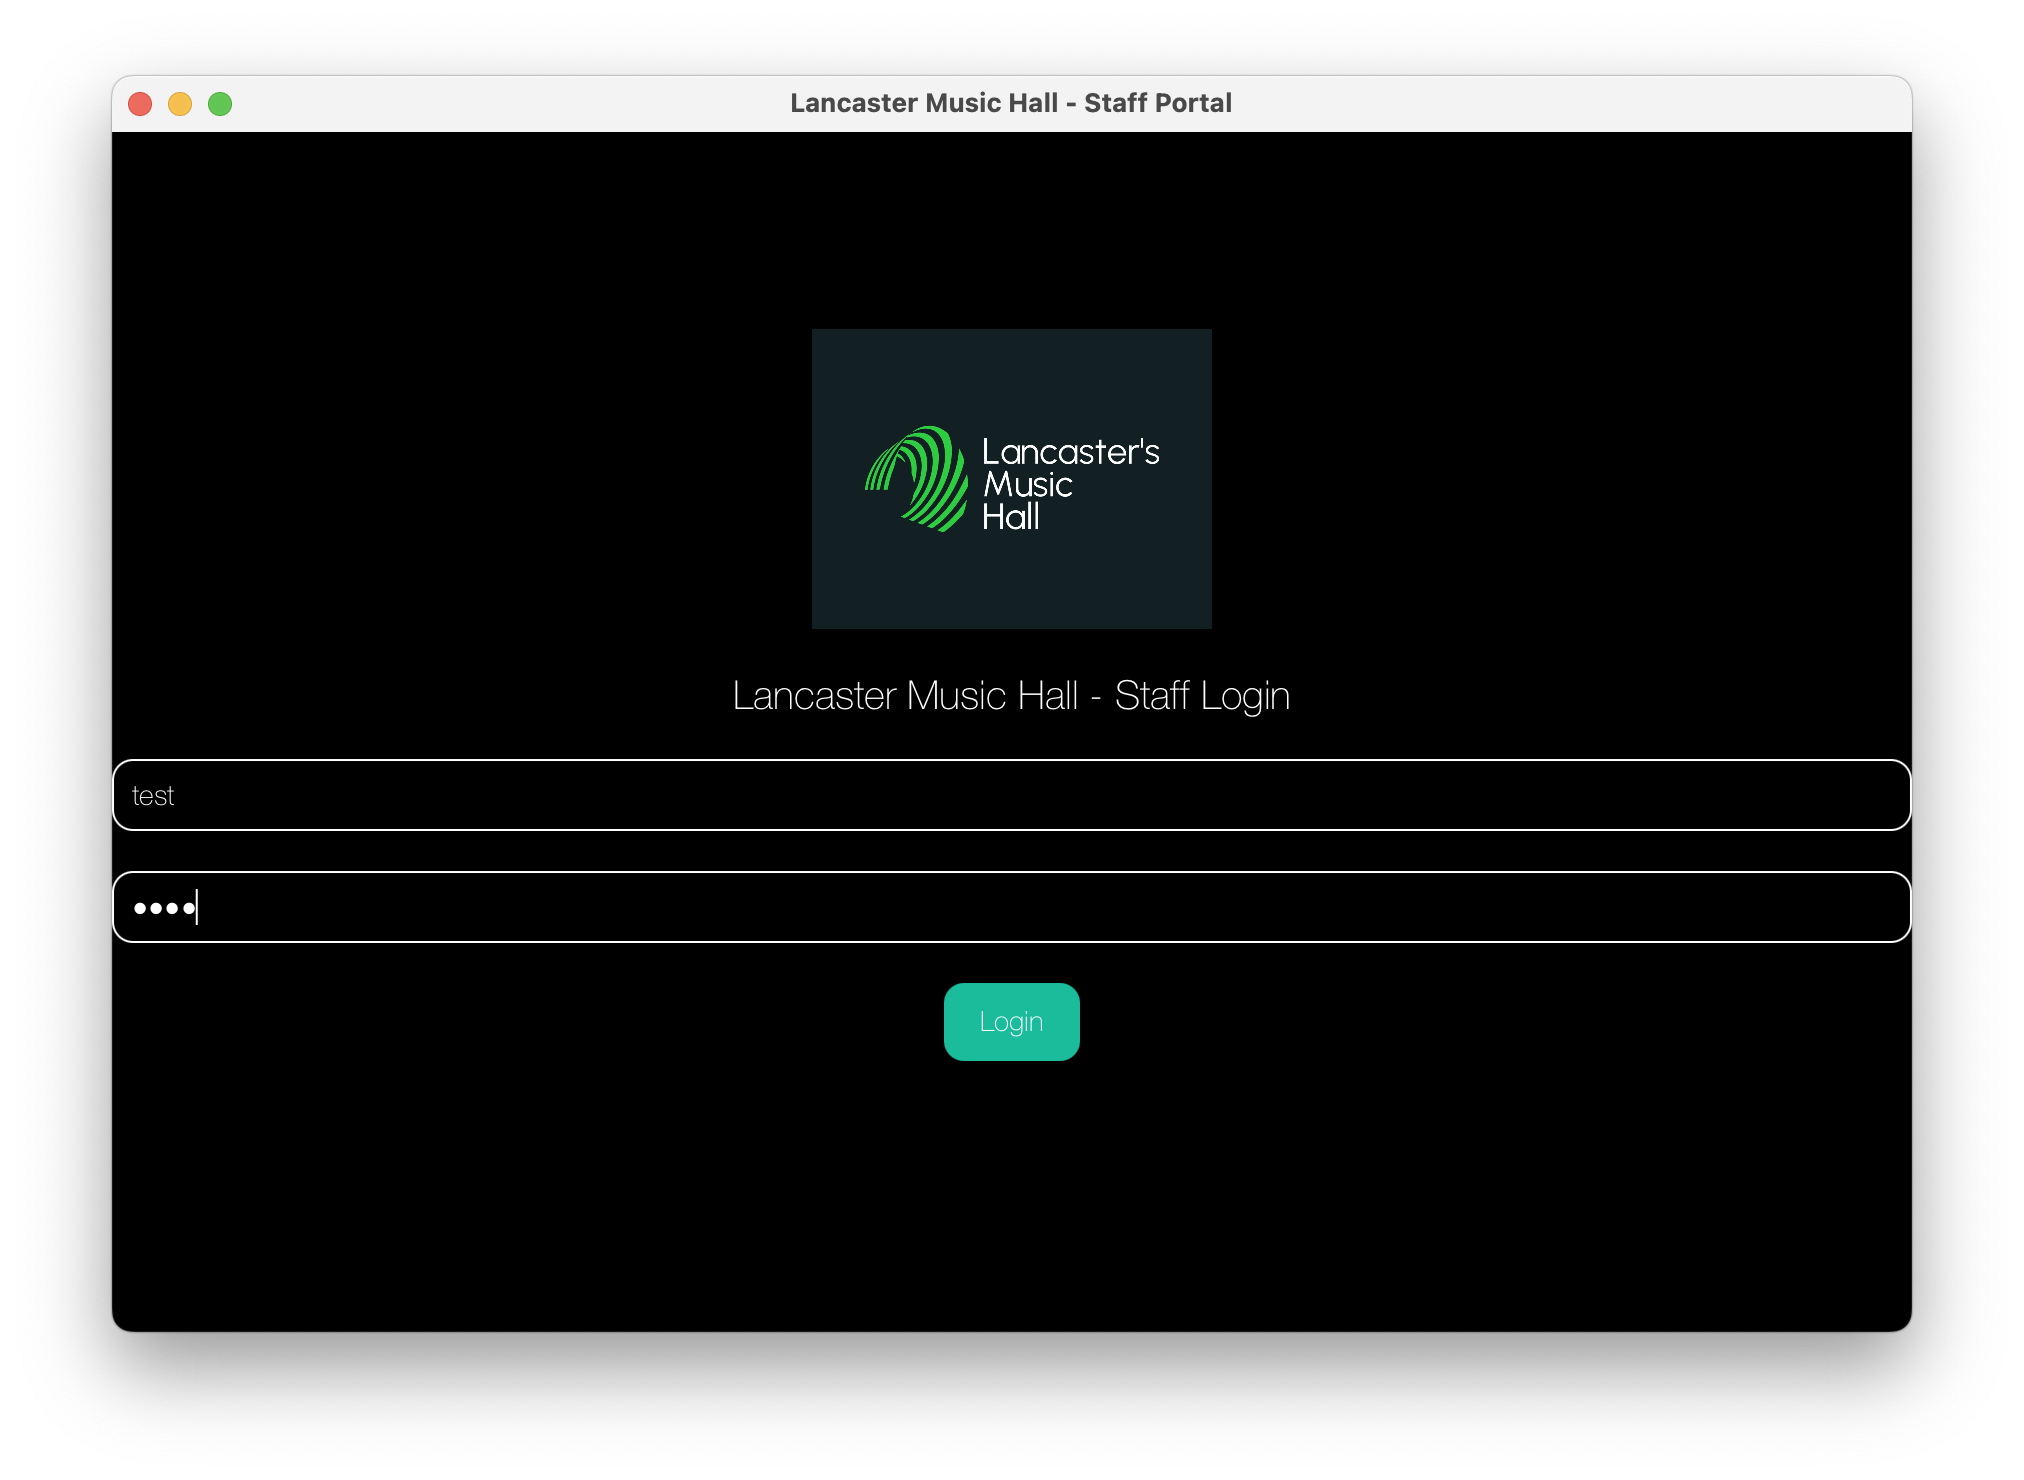 Lancaster Music Hall - Staff Portal
Lancaster's
Music
Hall
Lancaster Music Hall - Staff Login
test
••••
Login